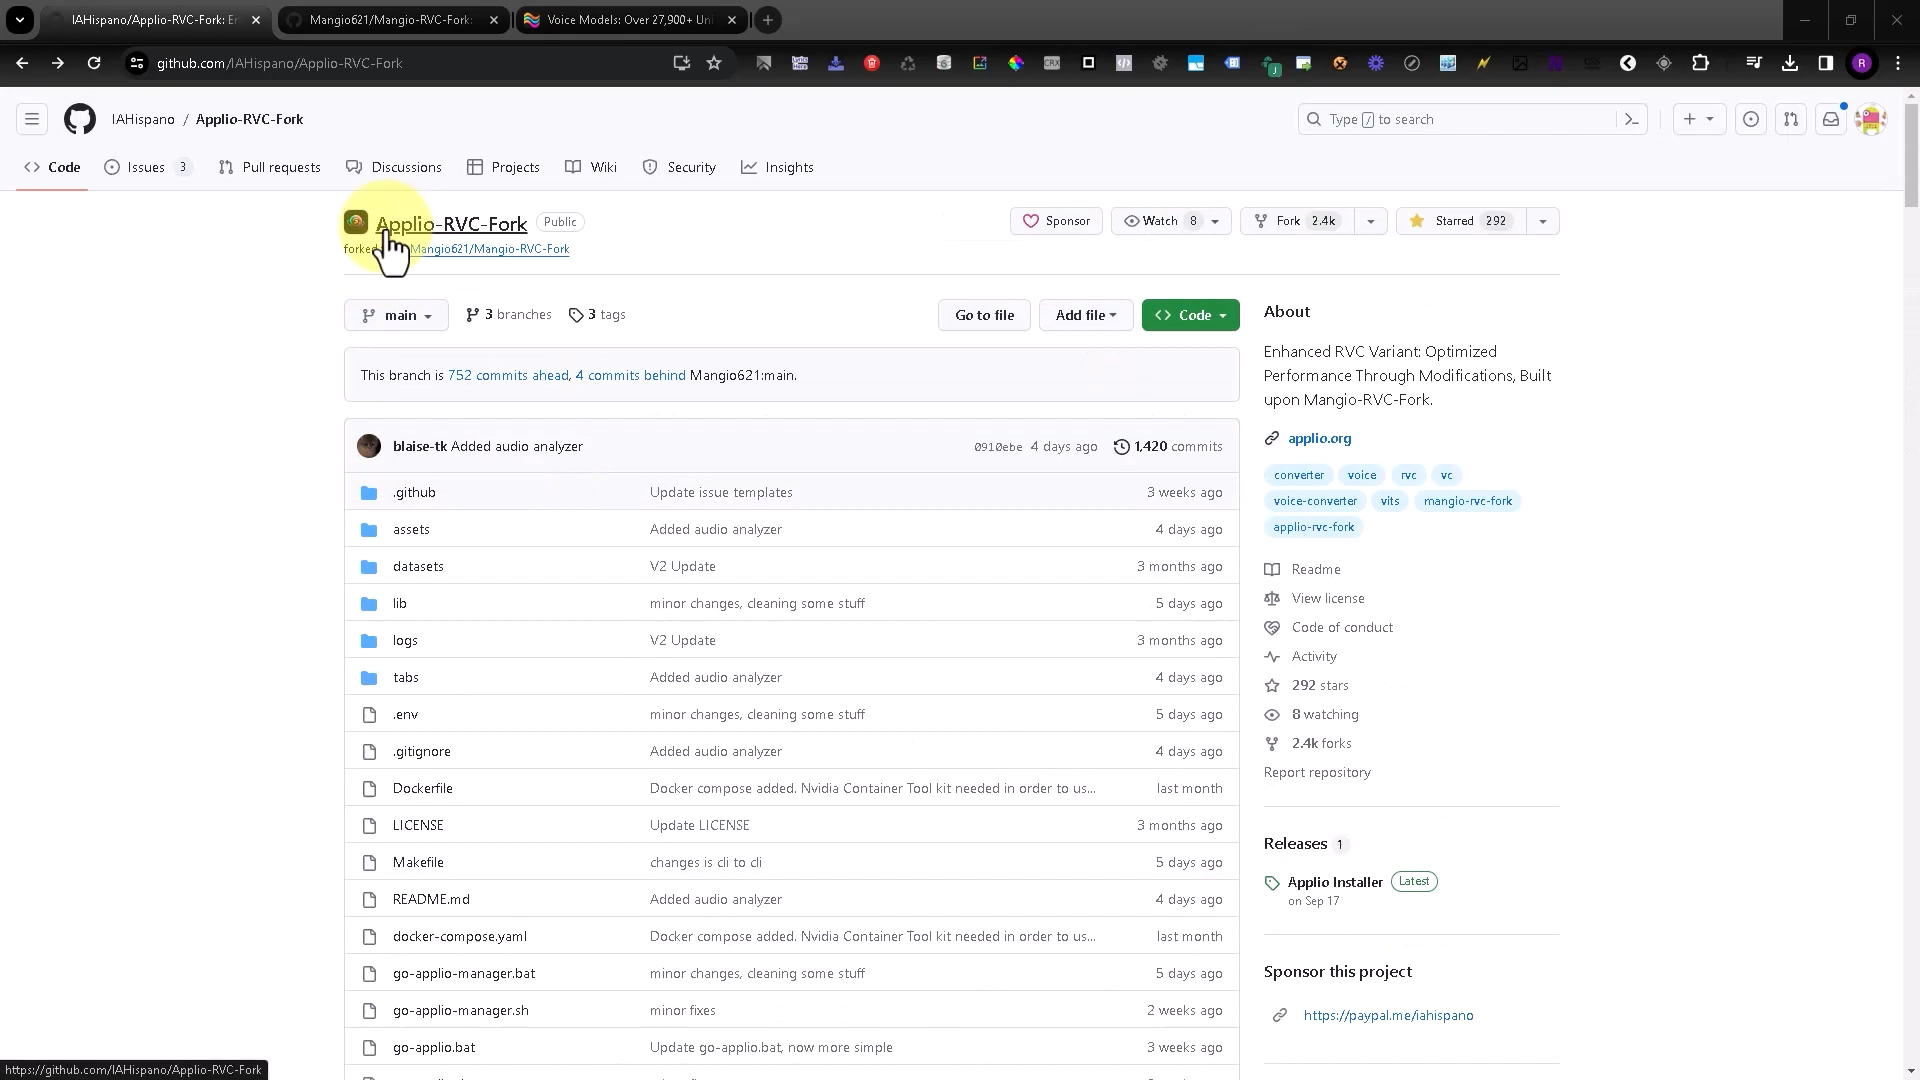 IAHispano/Applio-RVC-Fork: E
Mangio621/Mangio-RVC-Fork:
Voice Models: Over 27,900+ Uni
github.com/IAHispano/Applio-RVC-Fork
R
IAHispano / Applio-RVC-Fork
Type / to search
Code
Issues 3
Pull requests
Discussions
Projects
Wiki
Security
Insights
Applio-RVC-Fork Public
Sponsor
Watch 8
Fork 2.4k
Starred 292
forked Mangio621/Mangio-RVC-Fork
main
3 branches
3 tags
Go to file
Add file
Code
This branch is 752 commits ahead, 4 commits behind Mangio621:main.
blaise-tk Added audio analyzer 0910ebe 4 days ago 1,420 commits
.github Update issue templates 3 weeks ago
assets Added audio analyzer 4 days ago
datasets V2 Update 3 months ago
lib minor changes, cleaning some stuff 5 days ago
logs V2 Update 3 months ago
tabs Added audio analyzer 4 days ago
.env minor changes, cleaning some stuff 5 days ago
.gitignore Added audio analyzer 4 days ago
Dockerfile Docker compose added. Nvidia Container Tool kit needed in order to us... last month
LICENSE Update LICENSE 3 months ago
Makefile changes is cli to cli 5 days ago
README.md Added audio analyzer 4 days ago
docker-compose.yaml Docker compose added. Nvidia Container Tool kit needed in order to us... last month
go-applio-manager.bat minor changes, cleaning some stuff 5 days ago
go-applio-manager.sh minor fixes 2 weeks ago
go-applio.bat Update go-applio.bat, now more simple 3 weeks ago
About
Enhanced RVC Variant: Optimized
Performance Through Modifications, Built
upon Mangio-RVC-Fork.
applio.org
converter voice rvc vc
voice-converter vits mangio-rvc-fork
applio-rvc-fork
Readme
View license
Code of conduct
Activity
292 stars
8 watching
2.4k forks
Report repository
Releases 1
Applio Installer Latest
on Sep 17
Sponsor this project
https://paypal.me/iahispano
https://github.com/IAHispano/Applio-RVC-Fork